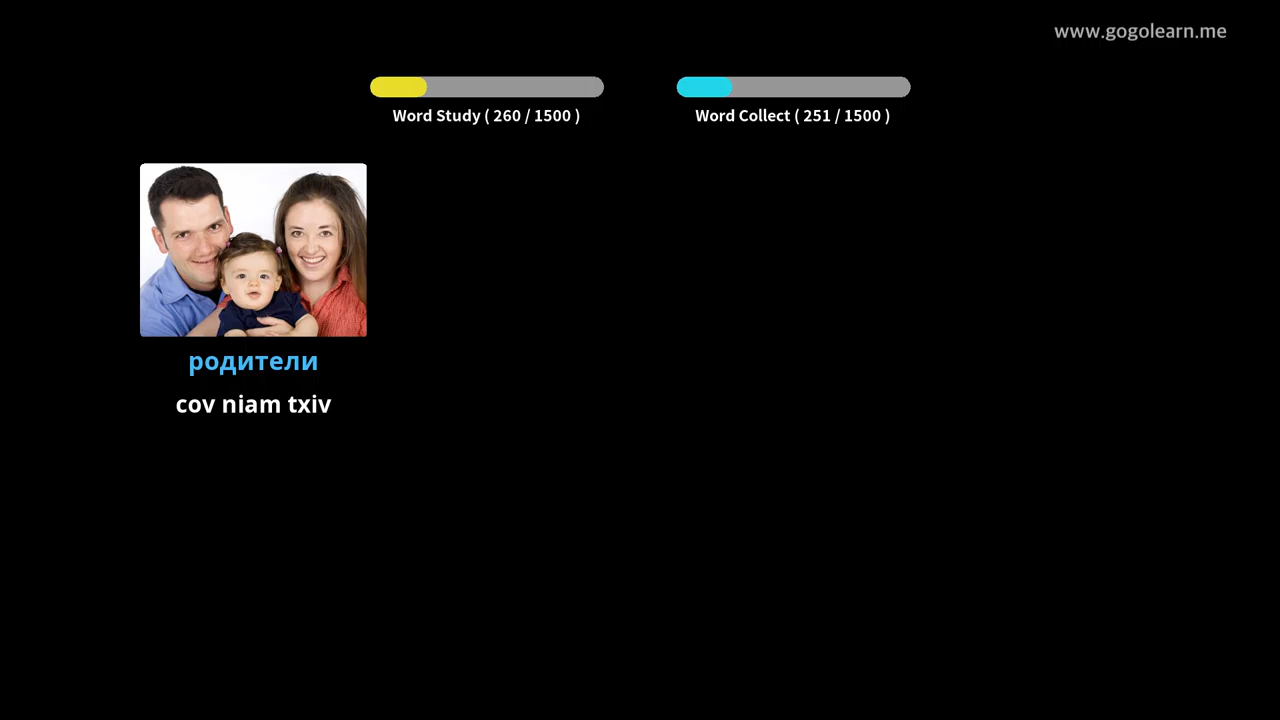 www.gogolearn.me
Word Study ( 260 / 1500 )
Word Collect ( 251 / 1500 )
родители
cov niam txiv